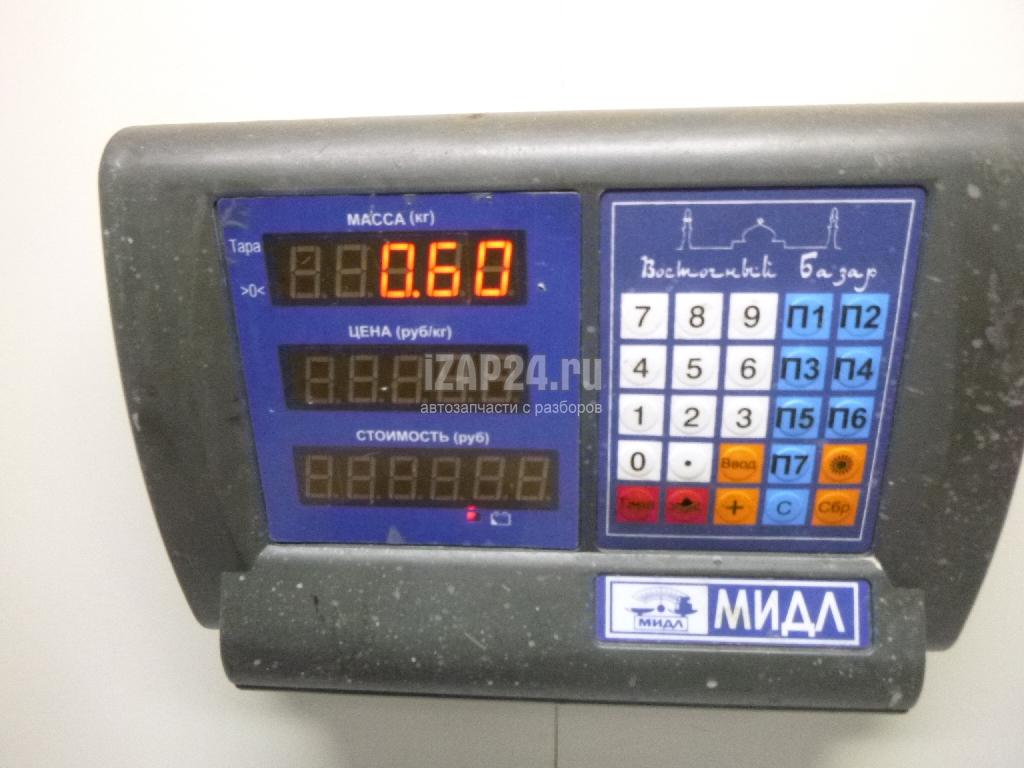 МАССА (кг)
Тара
0.60
>0<
ЦЕНА (руб/кг)
iZAP24.ru
автозапчасти с разборов
СТОИМОСТЬ (руб)
Восточный Базар
7 8 9 П1 П2
4 5 6 П3 П4
1 2 3 П5 П6
0 . Ввод П7
Тара + С Сбр
МИДЛ МИДЛ